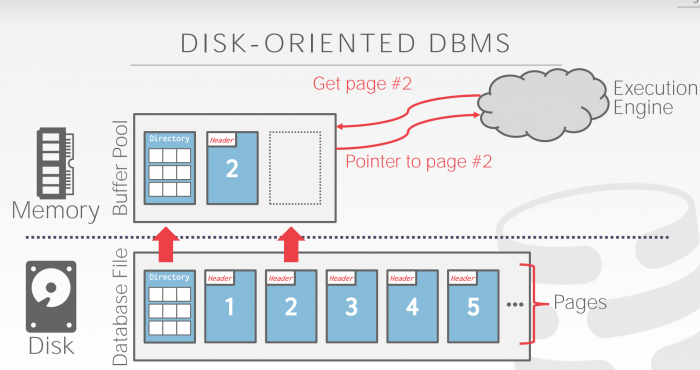 DISK-ORIENTED DBMS
Get page #2
Execution
Engine
Pointer to page #2
Memory
Buffer Pool
Directory
Header
2
Disk
Database File
Directory
Header
1
Header
2
Header
3
Header
4
Header
5
...
Pages